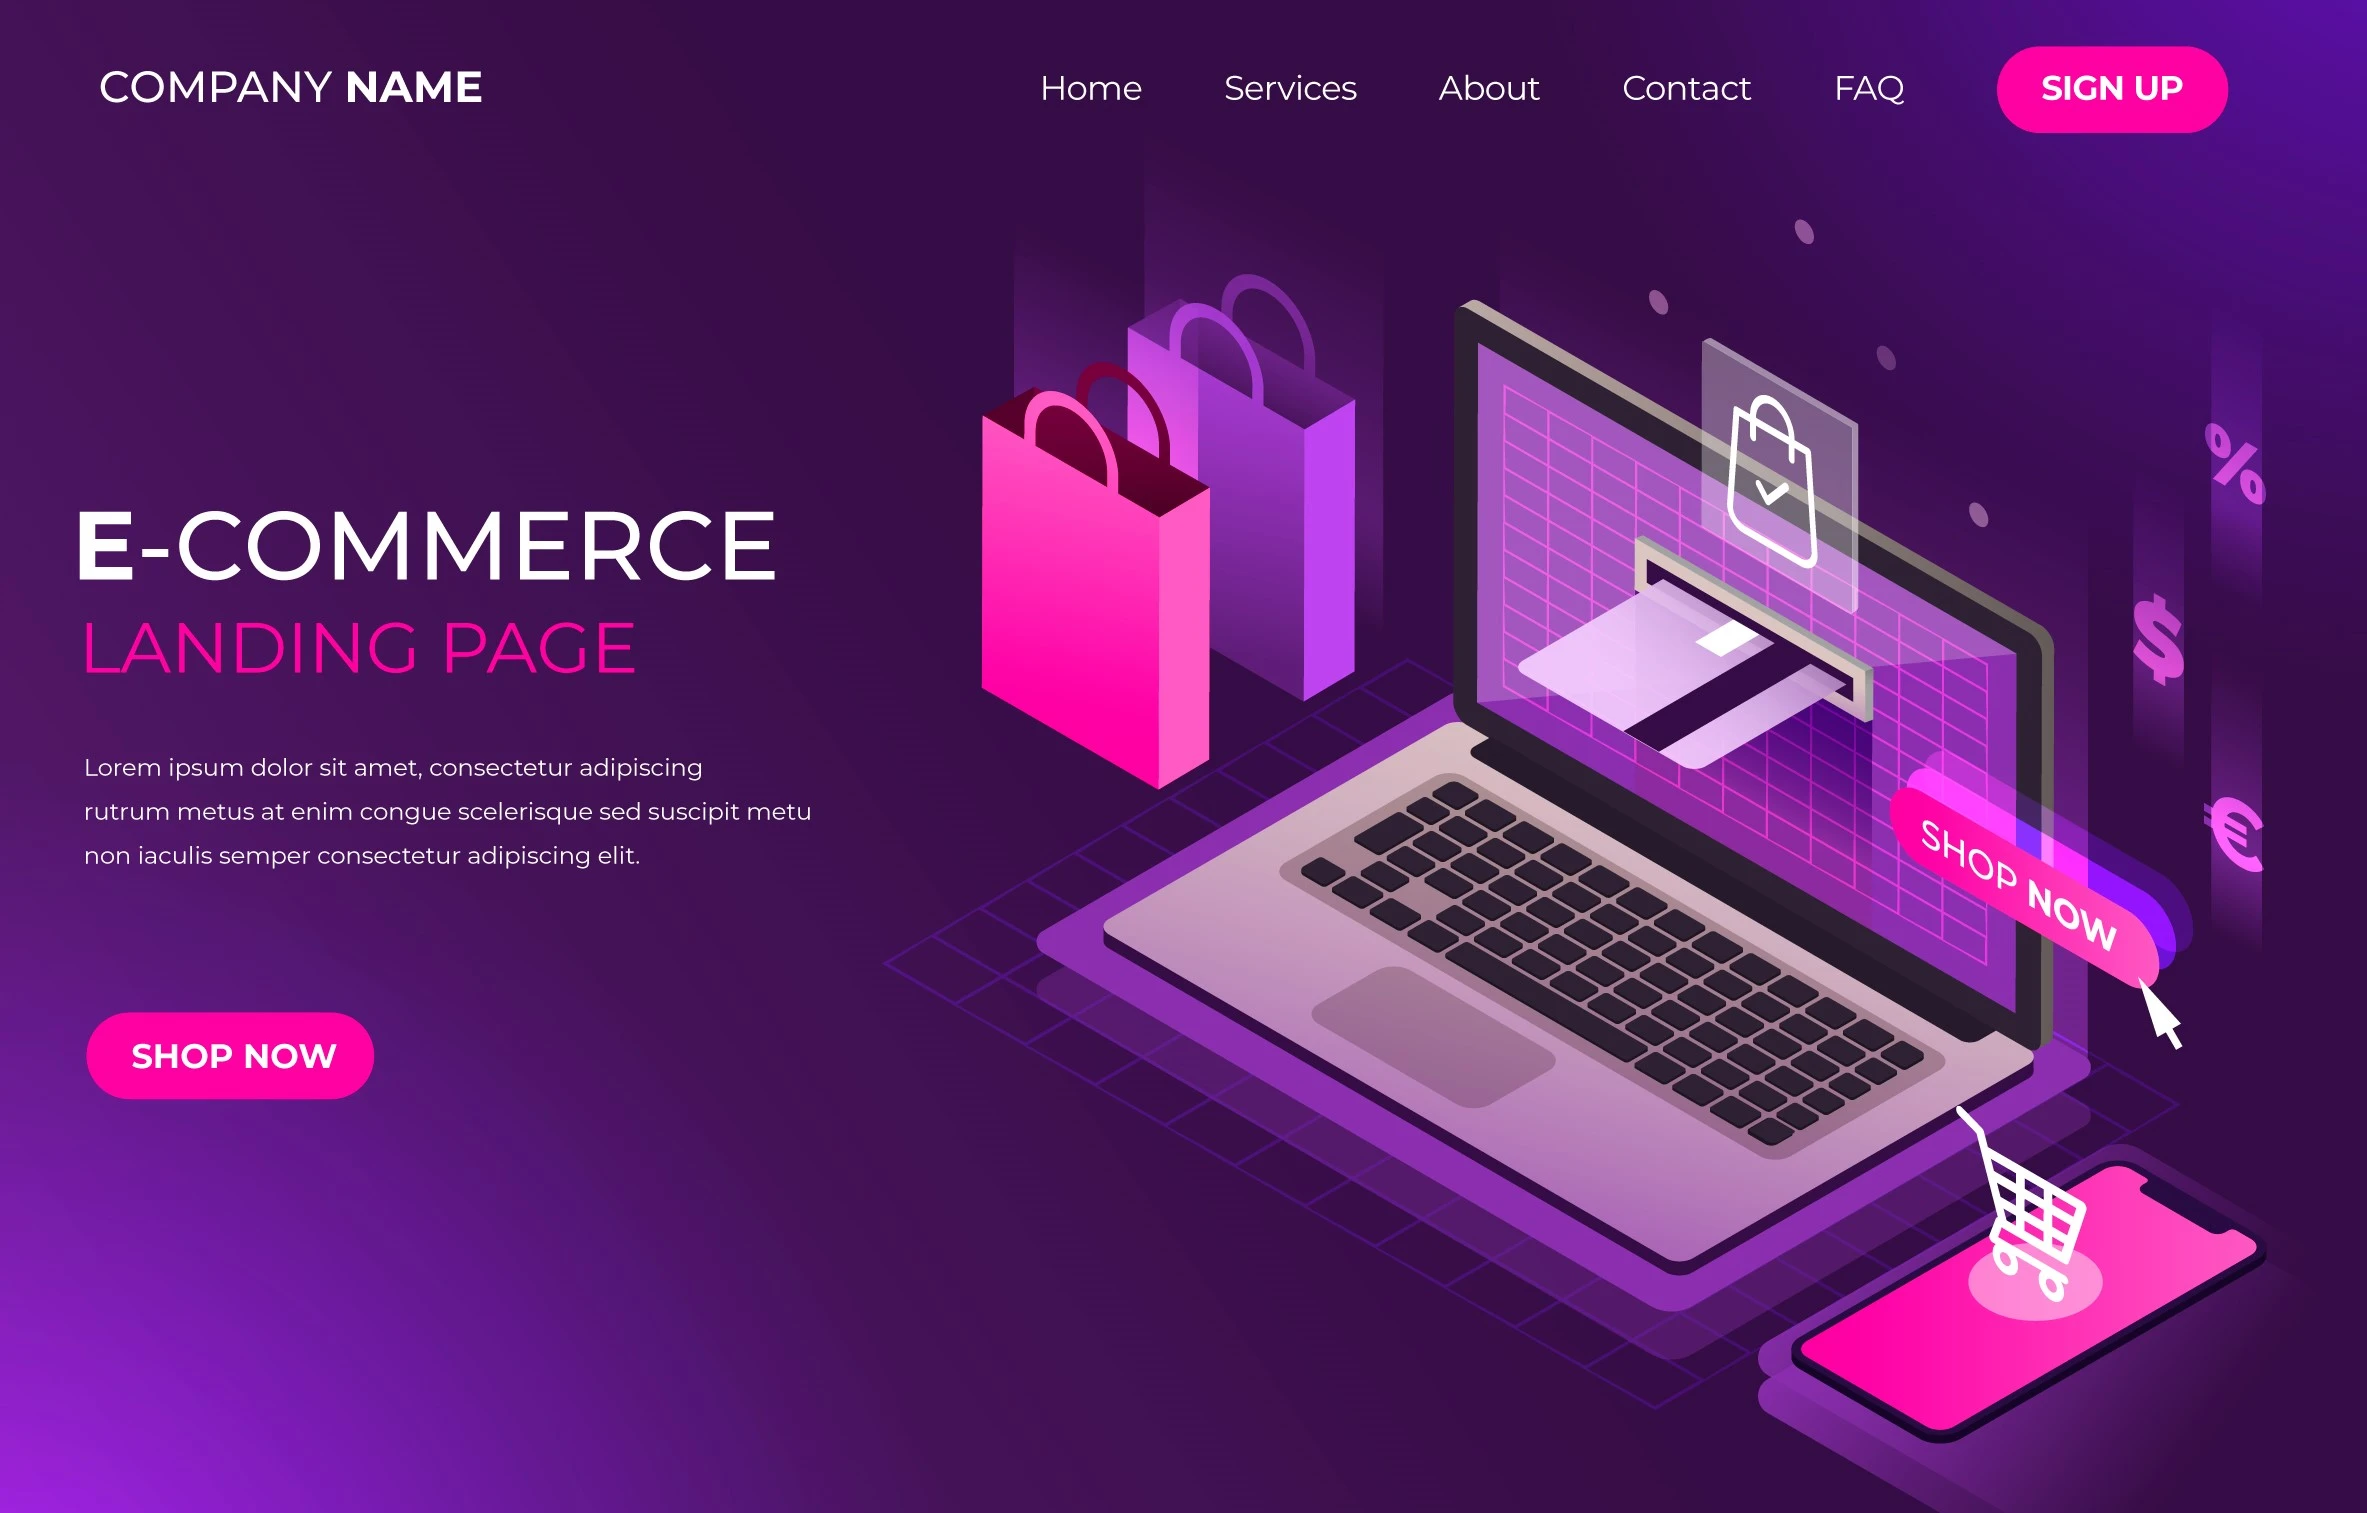 COMPANY NAME
Home Services About Contact FAQ SIGN UP
E-COMMERCE
LANDING PAGE
Lorem ipsum dolor sit amet, consectetur adipiscing
rutrum metus at enim congue scelerisque sed suscipit metu
non iaculis semper consectetur adipiscing elit.
SHOP NOW
%
$
€
SHOP NOW